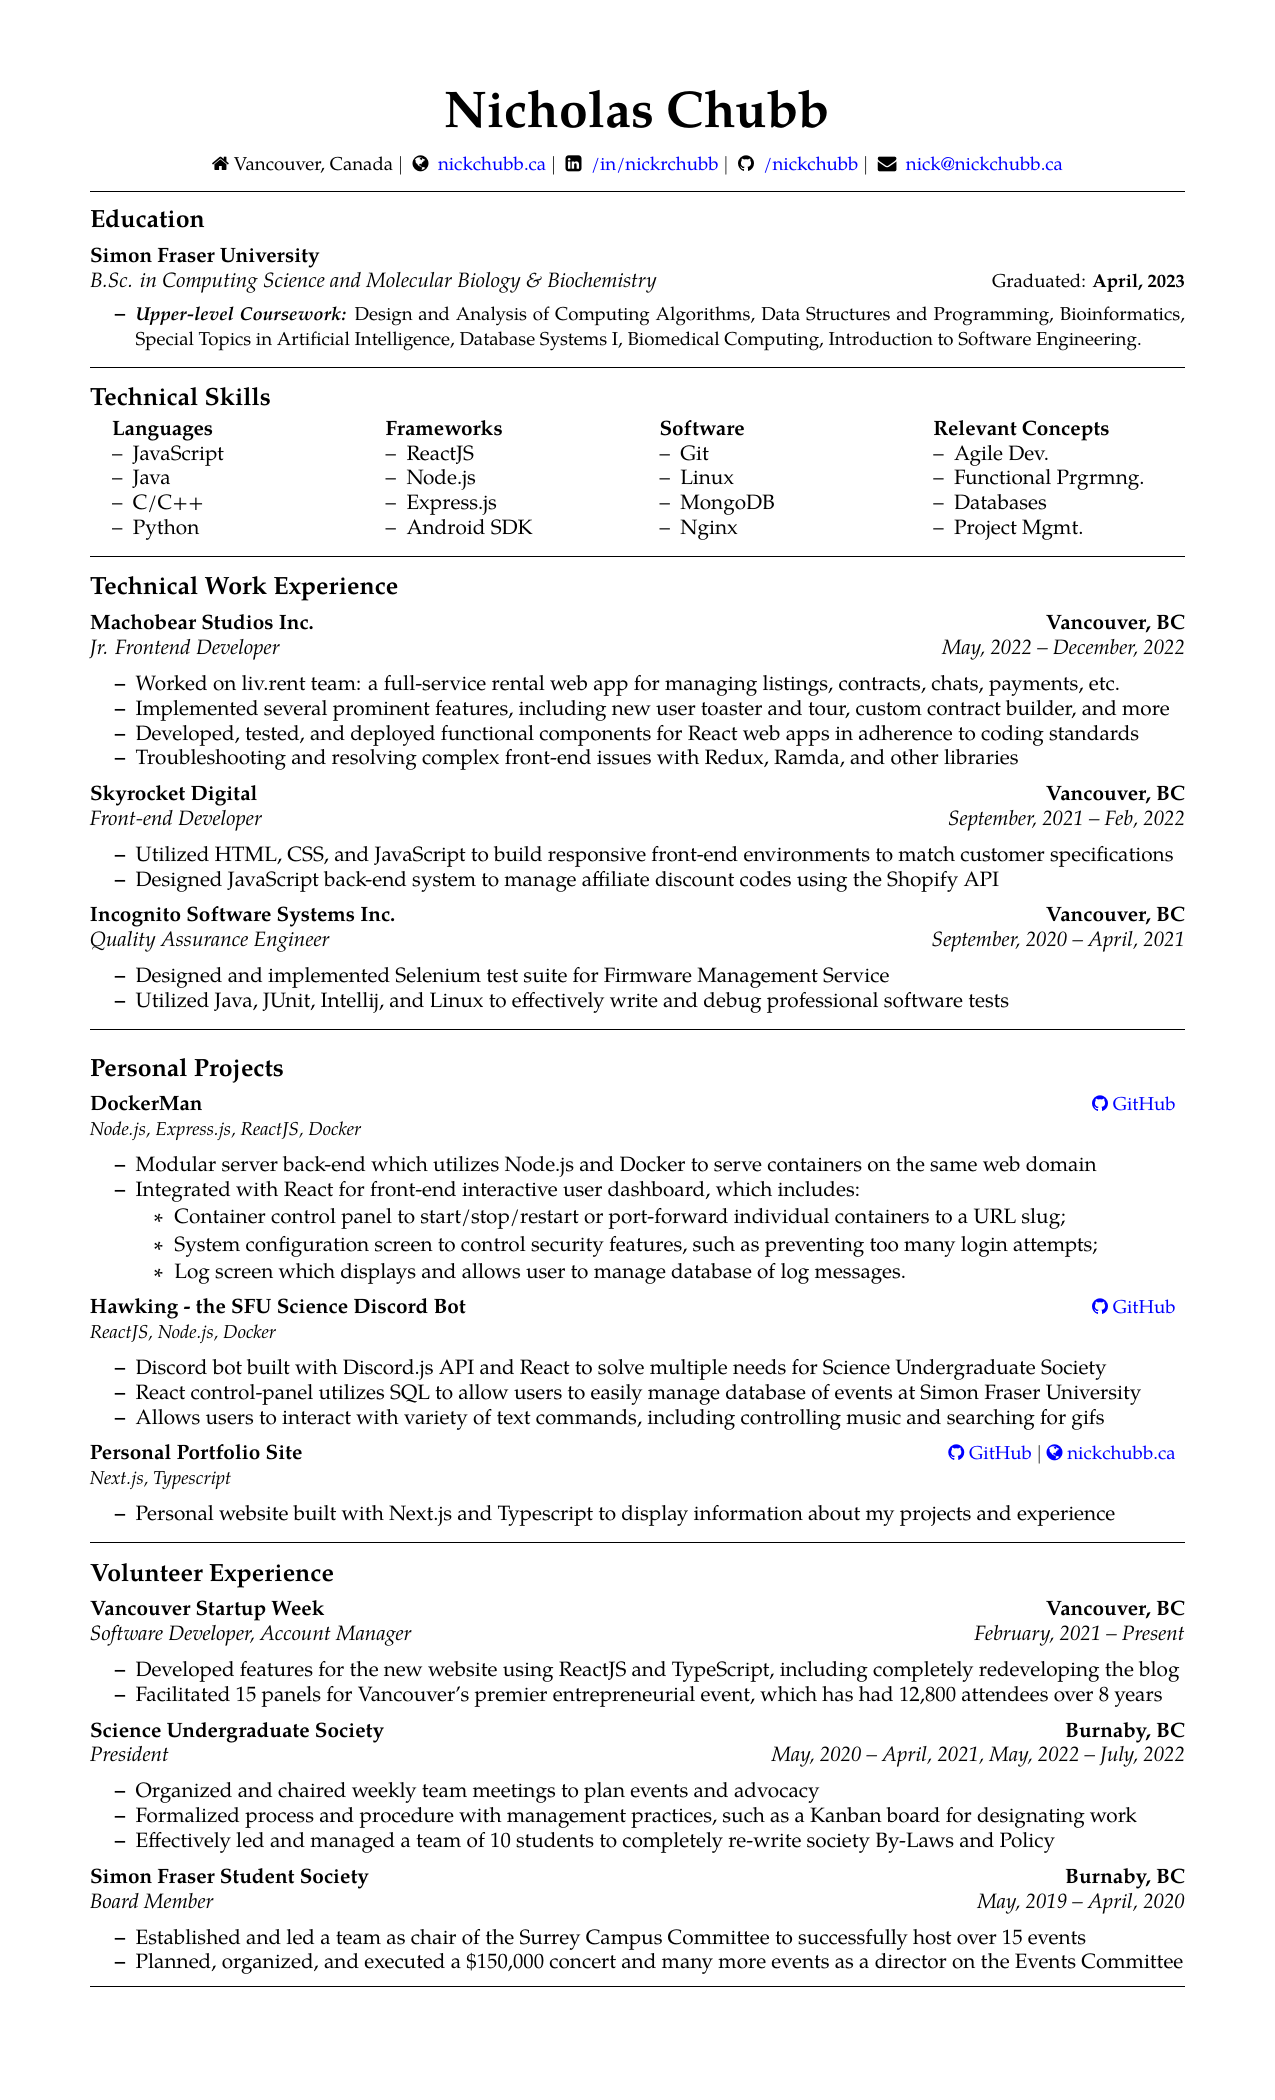 Nicholas Chubb
Vancouver, Canada | nickchubb.ca | /in/nickrchubb | /nickchubb | nick@nickchubb.ca
Education
Simon Fraser University
B.Sc. in Computing Science and Molecular Biology & Biochemistry Graduated: April, 2023
– Upper-level Coursework: Design and Analysis of Computing Algorithms, Data Structures and Programming, Bioinformatics,
Special Topics in Artificial Intelligence, Database Systems I, Biomedical Computing, Introduction to Software Engineering.
Technical Skills
Languages Frameworks Software Relevant Concepts
– JavaScript – ReactJS – Git – Agile Dev.
– Java – Node.js – Linux – Functional Prgrmng.
– C/C++ – Express.js – MongoDB – Databases
– Python – Android SDK – Nginx – Project Mgmt.
Technical Work Experience
Machobear Studios Inc. Vancouver, BC
Jr. Frontend Developer May, 2022 – December, 2022
– Worked on liv.rent team: a full-service rental web app for managing listings, contracts, chats, payments, etc.
– Implemented several prominent features, including new user toaster and tour, custom contract builder, and more
– Developed, tested, and deployed functional components for React web apps in adherence to coding standards
– Troubleshooting and resolving complex front-end issues with Redux, Ramda, and other libraries
Skyrocket Digital Vancouver, BC
Front-end Developer September, 2021 – Feb, 2022
– Utilized HTML, CSS, and JavaScript to build responsive front-end environments to match customer specifications
– Designed JavaScript back-end system to manage affiliate discount codes using the Shopify API
Incognito Software Systems Inc. Vancouver, BC
Quality Assurance Engineer September, 2020 – April, 2021
– Designed and implemented Selenium test suite for Firmware Management Service
– Utilized Java, JUnit, Intellij, and Linux to effectively write and debug professional software tests
Personal Projects
DockerMan GitHub
Node.js, Express.js, ReactJS, Docker
– Modular server back-end which utilizes Node.js and Docker to serve containers on the same web domain
– Integrated with React for front-end interactive user dashboard, which includes:
* Container control panel to start/stop/restart or port-forward individual containers to a URL slug;
* System configuration screen to control security features, such as preventing too many login attempts;
* Log screen which displays and allows user to manage database of log messages.
Hawking - the SFU Science Discord Bot GitHub
ReactJS, Node.js, Docker
– Discord bot built with Discord.js API and React to solve multiple needs for Science Undergraduate Society
– React control-panel utilizes SQL to allow users to easily manage database of events at Simon Fraser University
– Allows users to interact with variety of text commands, including controlling music and searching for gifs
Personal Portfolio Site GitHub | nickchubb.ca
Next.js, Typescript
– Personal website built with Next.js and Typescript to display information about my projects and experience
Volunteer Experience
Vancouver Startup Week Vancouver, BC
Software Developer, Account Manager February, 2021 – Present
– Developed features for the new website using ReactJS and TypeScript, including completely redeveloping the blog
– Facilitated 15 panels for Vancouver's premier entrepreneurial event, which has had 12,800 attendees over 8 years
Science Undergraduate Society Burnaby, BC
President May, 2020 – April, 2021, May, 2022 – July, 2022
– Organized and chaired weekly team meetings to plan events and advocacy
– Formalized process and procedure with management practices, such as a Kanban board for designating work
– Effectively led and managed a team of 10 students to completely re-write society By-Laws and Policy
Simon Fraser Student Society Burnaby, BC
Board Member May, 2019 – April, 2020
– Established and led a team as chair of the Surrey Campus Committee to successfully host over 15 events
– Planned, organized, and executed a $150,000 concert and many more events as a director on the Events Committee